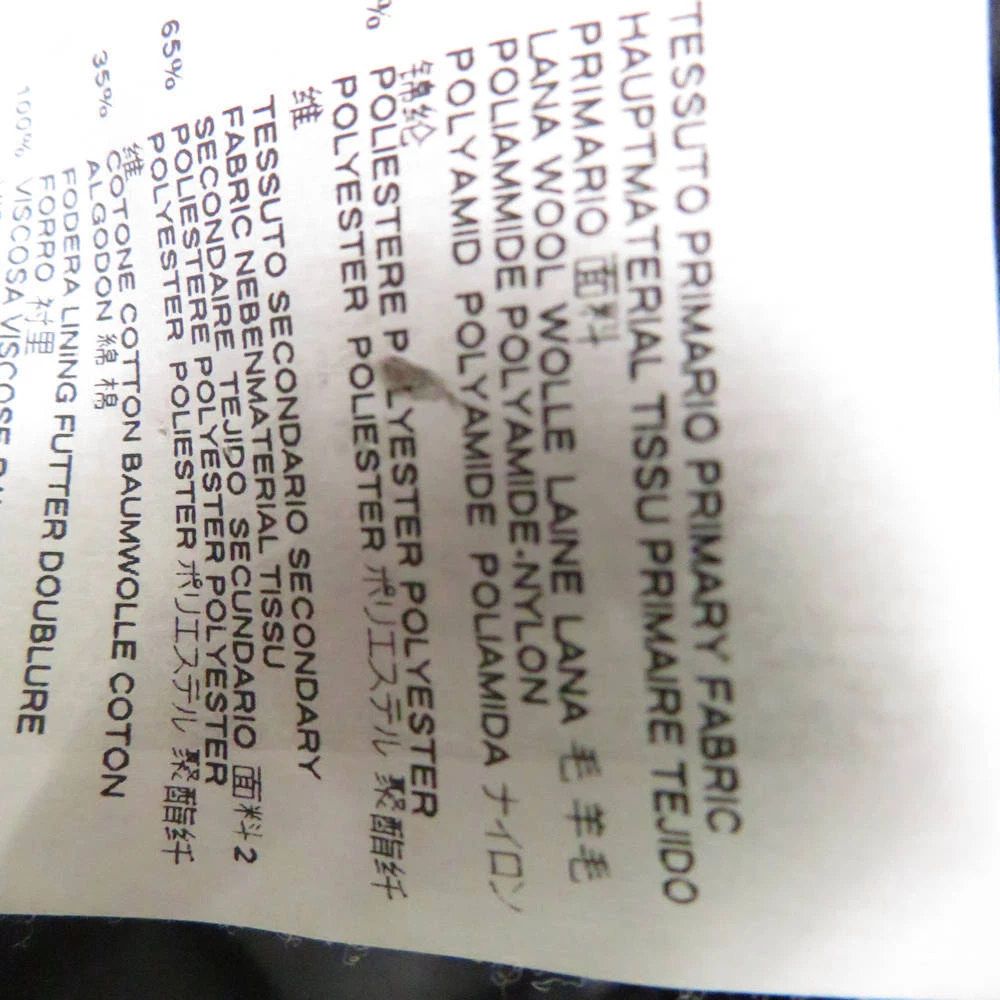 TESSUTO PRIMARIO PRIMARY FABRIC
HAUPTMATERIAL TISSU PRIMAIRE TEJIDO
PRIMARIO 面料
LANA WOOL WOLLE LAINE LANA 毛 羊毛
POLIAMMIDE POLYAMIDE-NYLON
POLYAMID POLYAMIDE POLIAMIDA ナイロン
锦纶
% POLIESTERE P LYESTER POLYESTER
POLYESTER POLIESTER ポリエステル 聚酯纤
维
TESSUTO SECONDARIO SECONDARY
FABRIC NEBENMATERIAL TISSU
SECONDAIRE TEJIDO SECUNDARIO 面料2
65% POLIESTERE POLYESTER POLYESTER
POLYESTER POLIESTER ポリエステル 聚酯纤
维
35% COTONE COTTON BAUMWOLLE COTON
ALGODON 綿 棉
FODERA LINING FUTTER DOUBLURE
FORRO 衬里
100% VISCOSA VISCOSE